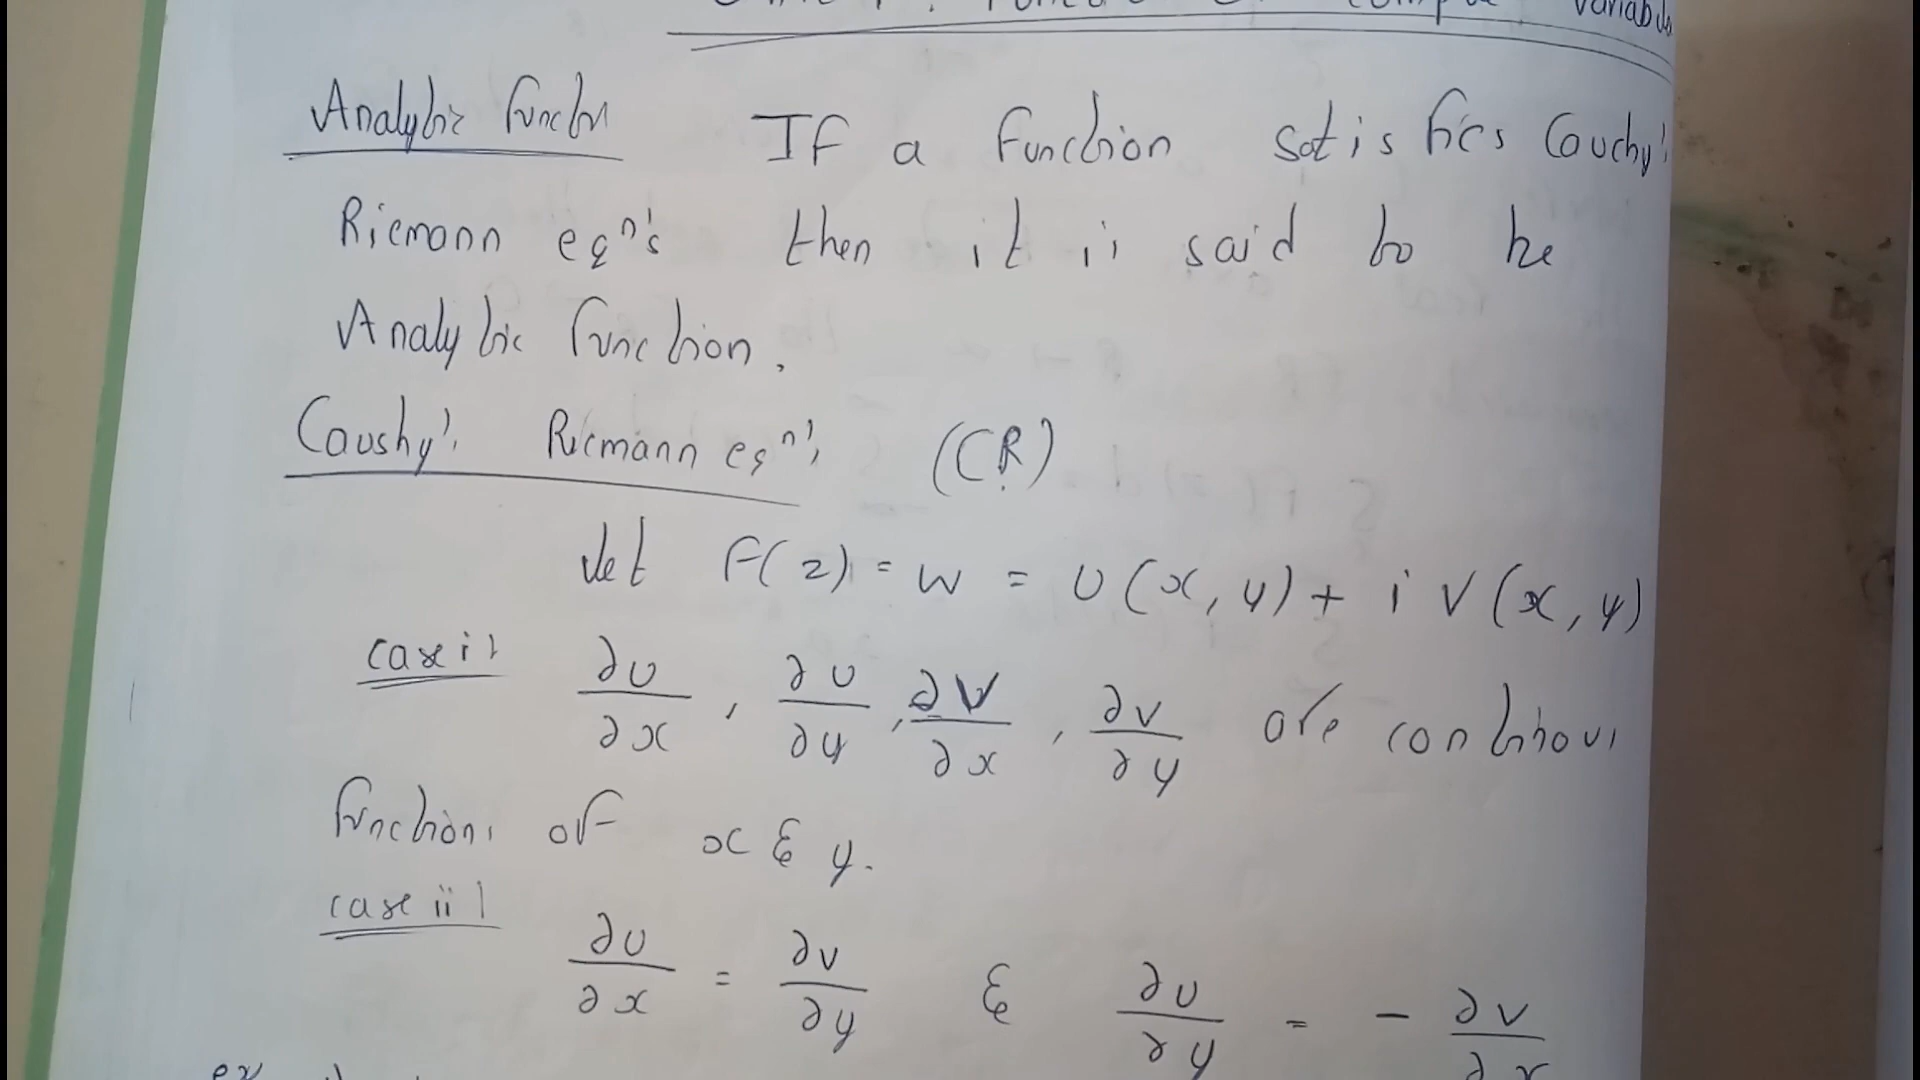 variable
Analytic function If a function satisfies Cauchy's
Riemann eqⁿ's then it is said to be
Analytic function.
Caushy's Riemann eqⁿ's (CR)
Let F(z) = w = U(x, y) + i V(x, y)
case i) ∂U/∂x, ∂U/∂y, ∂V/∂x, ∂V/∂y are continous
functions of x & y.
case ii) ∂U/∂x = ∂V/∂y & ∂U/∂y = - ∂V/∂x